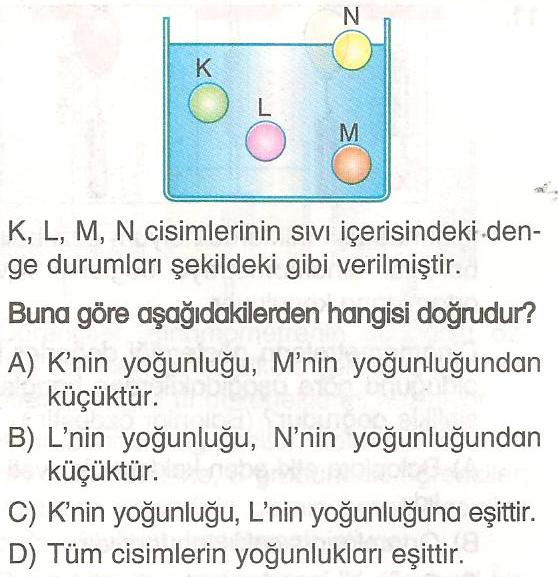 N
K
L
M
K, L, M, N cisimlerinin sıvı içerisindeki den-
ge durumları şekildeki gibi verilmiştir.
Buna göre aşağıdakilerden hangisi doğrudur?
A) K'nin yoğunluğu, M'nin yoğunluğundan
küçüktür.
B) L'nin yoğunluğu, N'nin yoğunluğundan
küçüktür.
C) K'nin yoğunluğu, L'nin yoğunluğuna eşittir.
D) Tüm cisimlerin yoğunlukları eşittir.